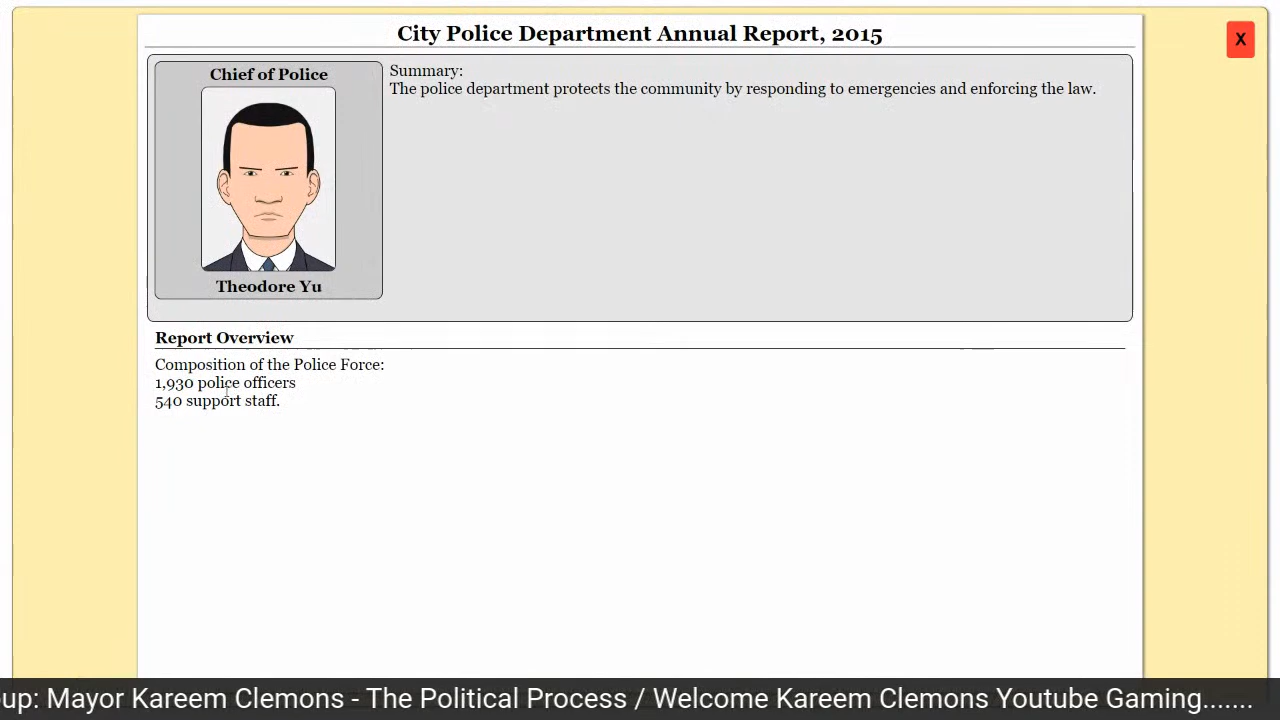 City Police Department Annual Report, 2015
X
Chief of Police
Theodore Yu
Summary:
The police department protects the community by responding to emergencies and enforcing the law.
Report Overview
Composition of the Police Force:
1,930 police officers
540 support staff.
Mayor Kareem Clemons - The Political Process / Welcome Kareem Clemons Youtube Gaming.......